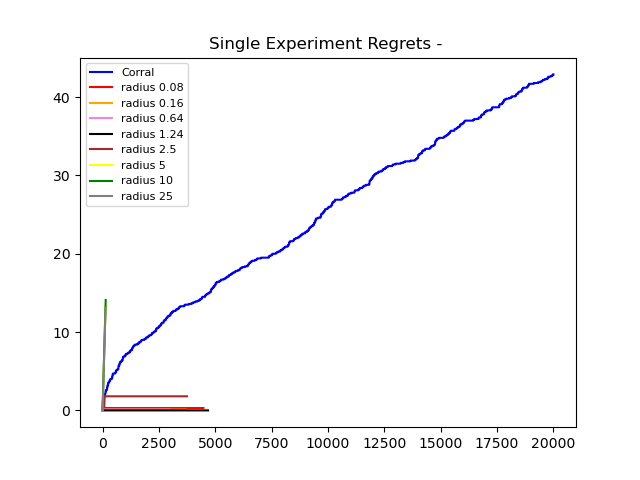 Single Experiment Regrets -
Corral
radius 0.08
radius 0.16
radius 0.64
radius 1.24
radius 2.5
radius 5
radius 10
radius 25
40
30
20
10
0
0 2500 5000 7500 10000 12500 15000 17500 20000